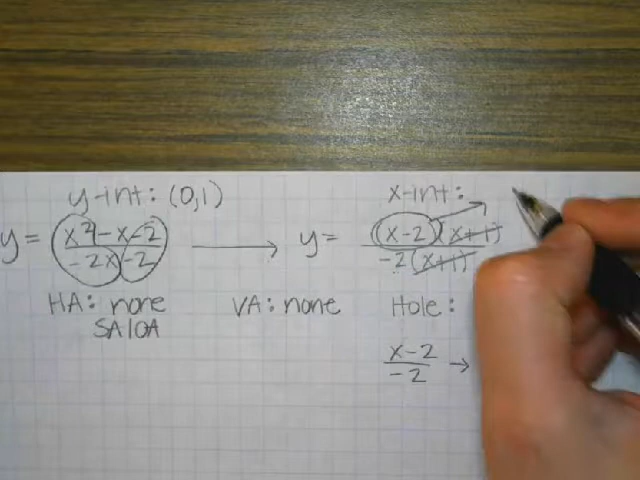 y-int: (0,1) x-int:
y = x² - x - 2 / -2x - 2 → y = (x-2)(x+1) / -2(x+1)
HA: none VA: none Hole:
SA/OA
x-2 / -2 →